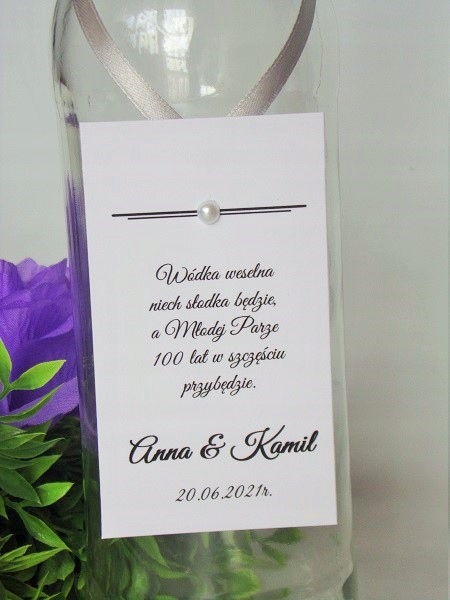 Wódka weselna
niech słodka będzie,
a Młodej Parze
100 lat w szczęściu
przybędzie.
Anna & Kamil
20.06.2021r.